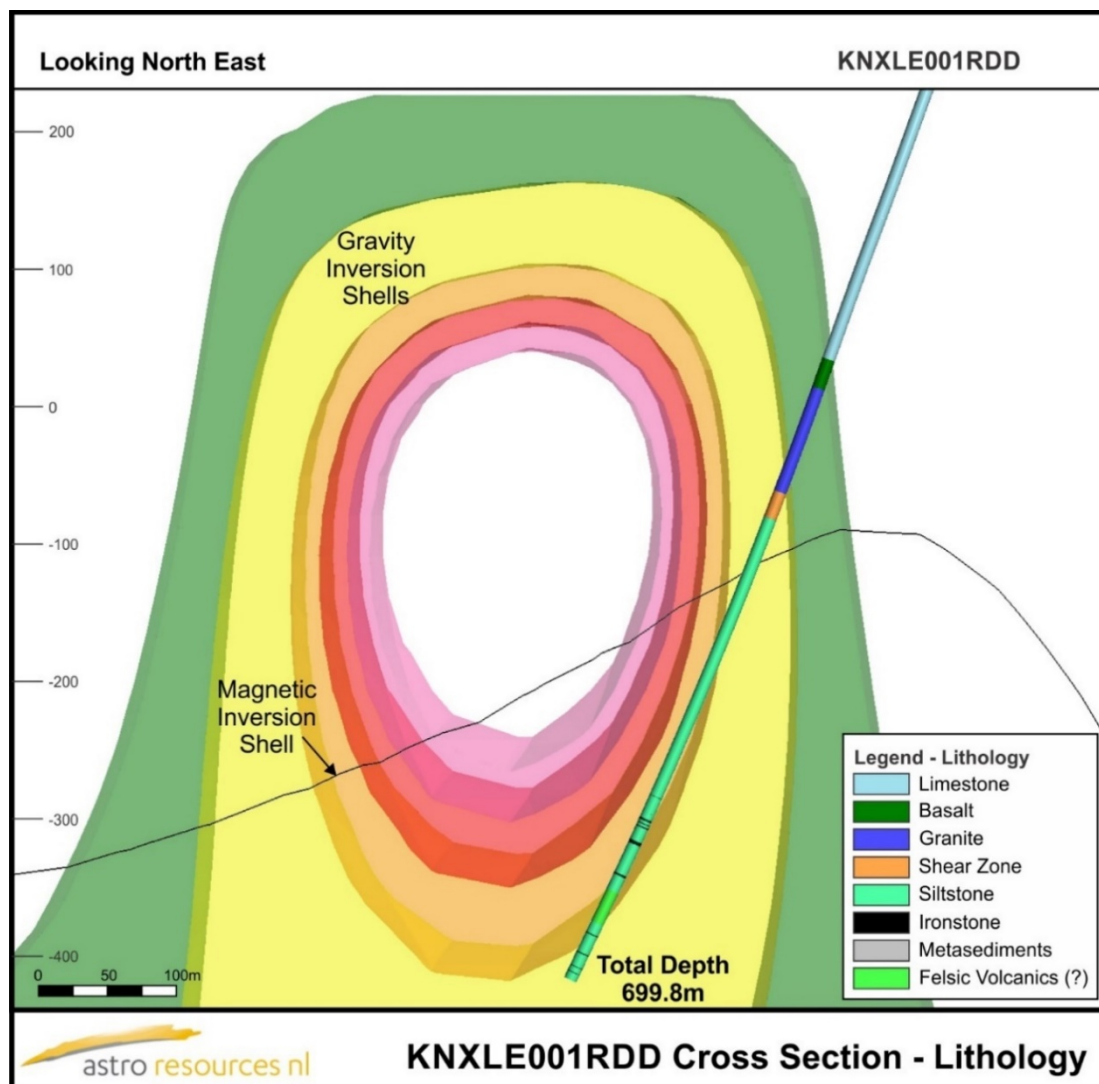 Looking North East
KNXLE001RDD
200
100
0
-100
-200
-300
-400
Gravity
Inversion
Shells
Magnetic
Inversion
Shell
0 50 100m
Total Depth
699.8m
Legend - Lithology
Limestone
Basalt
Granite
Shear Zone
Siltstone
Ironstone
Metasediments
Felsic Volcanics (?)
astro resources nl
KNXLE001RDD Cross Section - Lithology